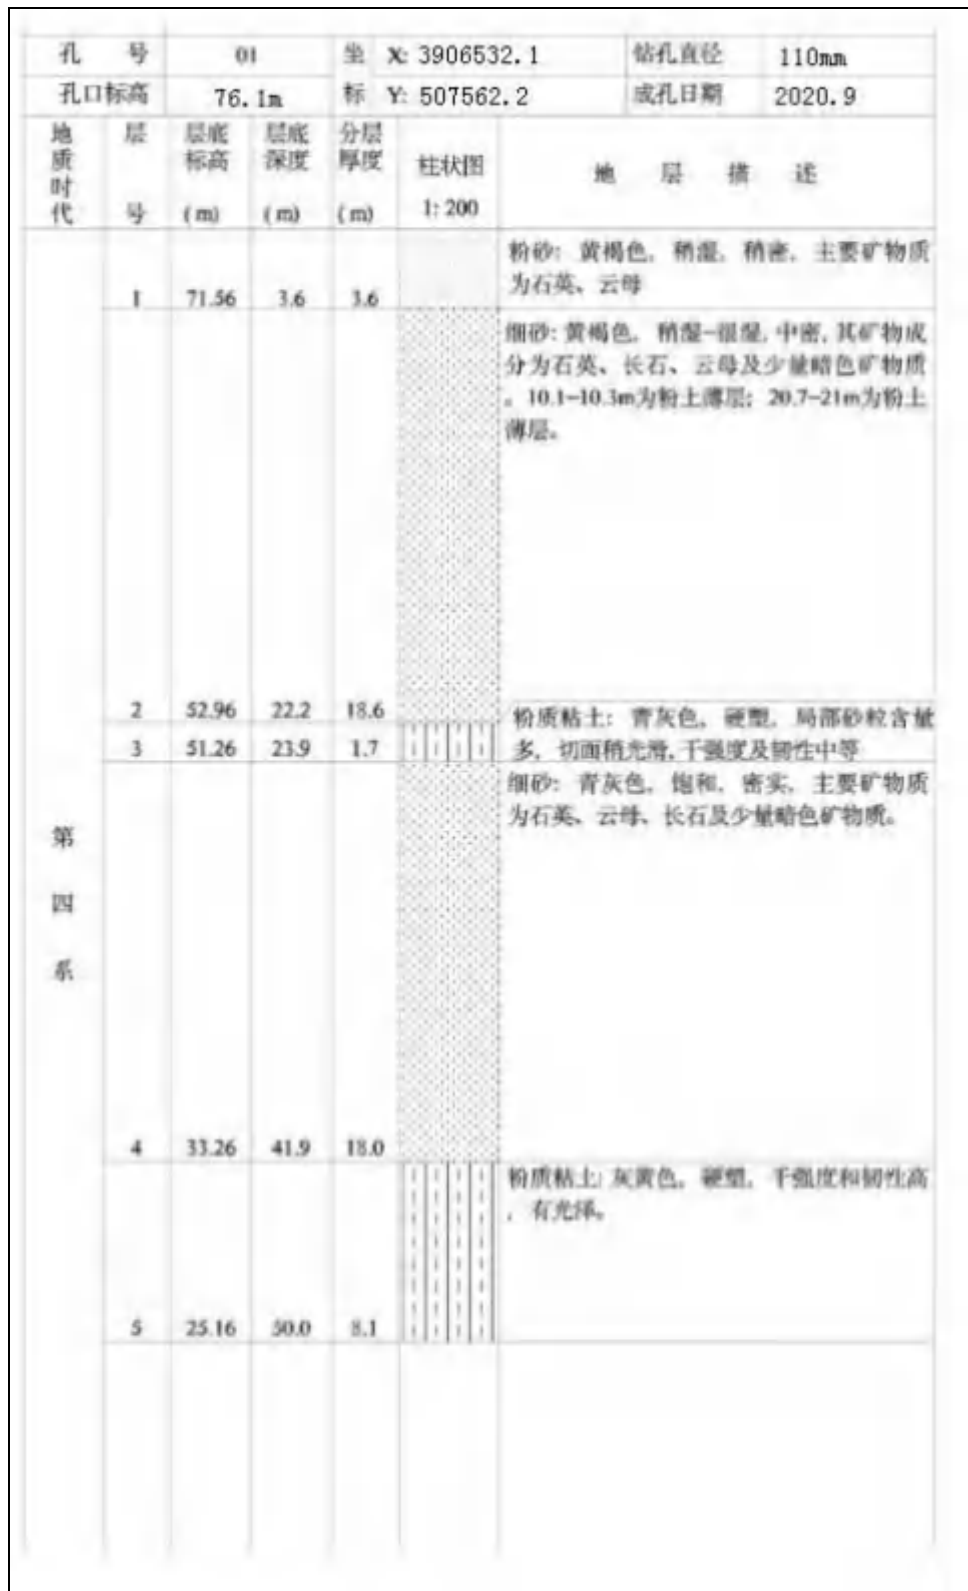 孔 号 01 坐 X: 3906532.1 钻孔直径 110mm
孔口标高 76.1m 标 Y: 507562.2 成孔日期 2020.9
地质时代 层号 层底标高(m) 层底深度(m) 分层厚度(m) 柱状图 1:200 地 层 描 述
粉砂: 黄褐色, 稍湿, 稍密, 主要矿物质
为石英、云母
1 71.56 3.6 3.6
细砂: 黄褐色, 稍湿-很湿, 中密, 其矿物成
分为石英、长石、云母及少量暗色矿物质
。10.1-10.3m为粉土薄层; 20.7-21m为粉土
薄层。
2 52.96 22.2 18.6
粉质粘土: 青灰色, 硬塑, 局部砂粒含量
3 51.26 23.9 1.7 多, 切面稍光滑, 干强度及韧性中等
细砂: 青灰色, 饱和, 密实, 主要矿物质
为石英、云母、长石及少量暗色矿物质。
第
四
系
4 33.26 41.9 18.0
粉质粘土: 灰黄色, 硬塑, 干强度和韧性高
, 有光泽。
5 25.16 50.0 8.1